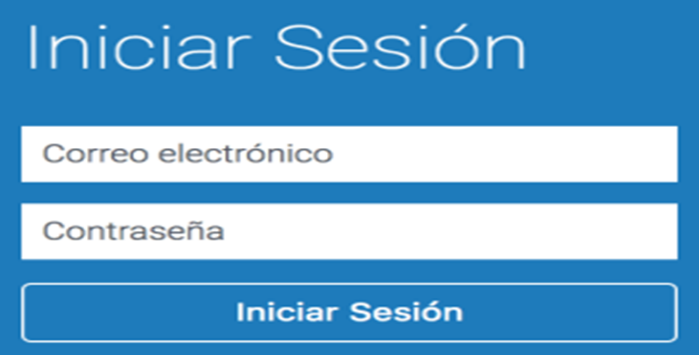 Iniciar Sesión
Correo electrónico
Contraseña
Iniciar Sesión